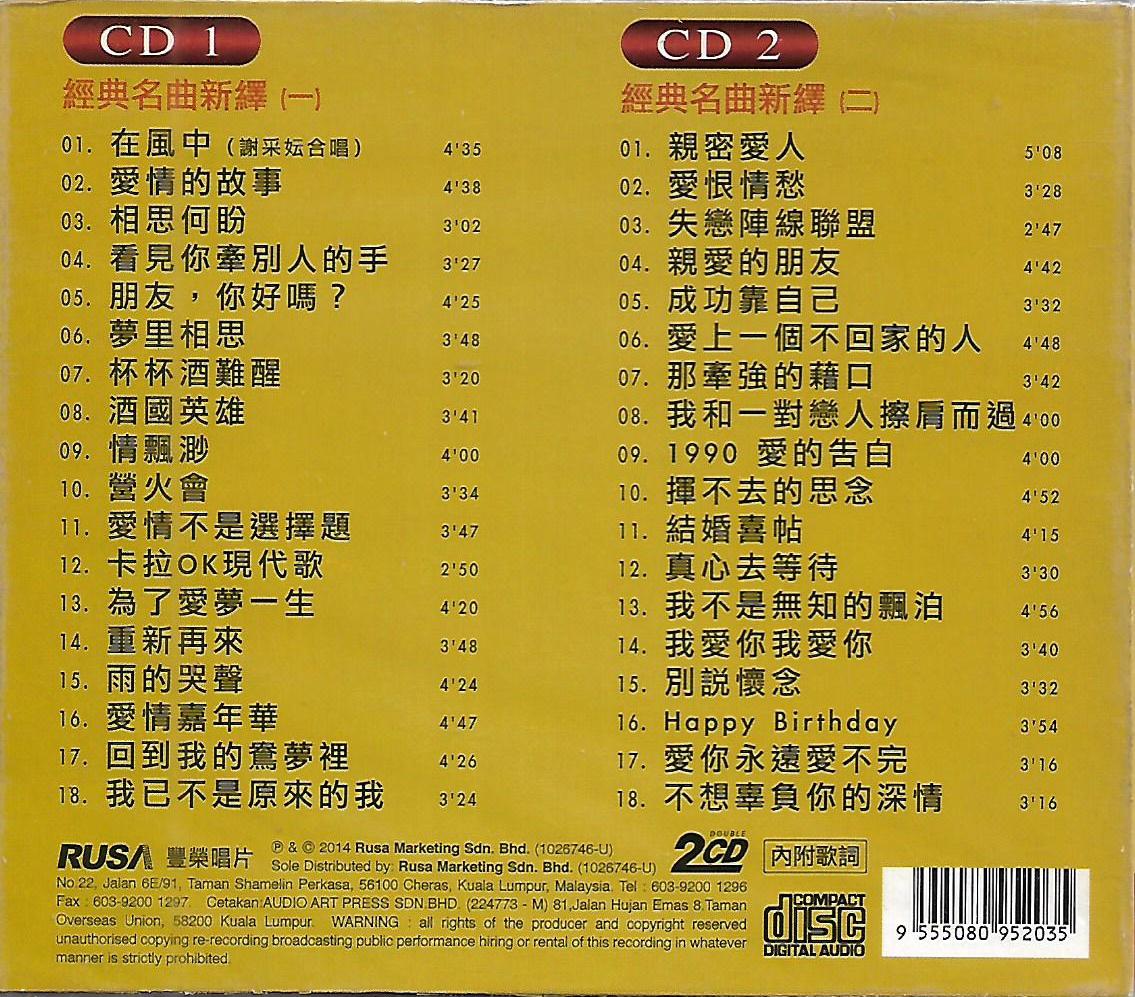 CD 1
經典名曲新繹 (一)
01. 在風中 (謝采妘合唱) 4'35
02. 愛情的故事 4'38
03. 相思何盼 3'02
04. 看見你牽別人的手 3'27
05. 朋友，你好嗎？ 4'25
06. 夢里相思 3'48
07. 杯杯酒難醒 3'20
08. 酒國英雄 3'41
09. 情飄渺 4'00
10. 營火會 3'34
11. 愛情不是選擇題 3'47
12. 卡拉OK現代歌 2'50
13. 為了愛夢一生 4'20
14. 重新再來 3'48
15. 雨的哭聲 4'24
16. 愛情嘉年華 4'47
17. 回到我的鴛夢裡 4'26
18. 我已不是原來的我 3'24
CD 2
經典名曲新繹 (二)
01. 親密愛人 5'08
02. 愛恨情愁 3'28
03. 失戀陣線聯盟 2'47
04. 親愛的朋友 4'42
05. 成功靠自己 3'32
06. 愛上一個不回家的人 4'48
07. 那牽強的藉口 3'42
08. 我和一對戀人擦肩而過 4'00
09. 1990 愛的告白 4'00
10. 揮不去的思念 4'52
11. 結婚喜帖 4'15
12. 真心去等待 3'30
13. 我不是無知的飄泊 4'56
14. 我愛你我愛你 3'40
15. 別説懷念 3'32
16. Happy Birthday 3'54
17. 愛你永遠愛不完 3'16
18. 不想辜負你的深情 3'16
RUSA 豐榮唱片
℗ & © 2014 Rusa Marketing Sdn. Bhd. (1026746-U)
Sole Distributed by: Rusa Marketing Sdn. Bhd. (1026746-U)
No.22, Jalan 6E/91, Taman Shamelin Perkasa, 56100 Cheras, Kuala Lumpur, Malaysia. Tel : 603-9200 1296
Fax : 603-9200 1297. Cetakan:AUDIO ART PRESS SDN.BHD. (224773 - M) 81,Jalan Hujan Emas 8,Taman
Overseas Union, 58200 Kuala Lumpur. WARNING : all rights of the producer and copyright reserved
unauthorised copying re-recording broadcasting public performance hiring or rental of this recording in whatever
manner is strictly prohibited.
DOUBLE
2CD
內附歌詞
COMPACT
disc
DIGITAL AUDIO
9 555080 952035